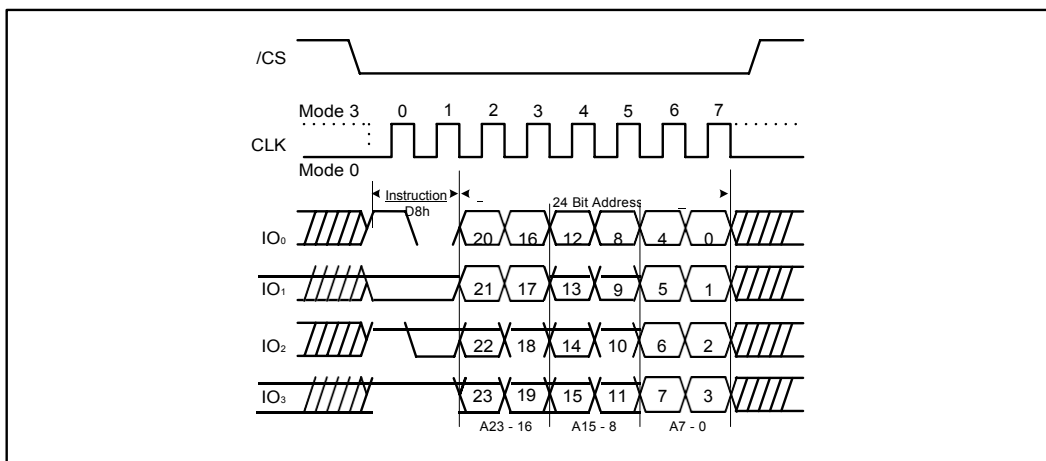 /CS
Mode 3 0 1 2 3 4 5 6 7
CLK
Mode 0
Instruction
D8h
24 Bit Address
IO0 20 16 12 8 4 0
IO1 21 17 13 9 5 1
IO2 22 18 14 10 6 2
IO3 23 19 15 11 7 3
A23 - 16 A15 - 8 A7 - 0